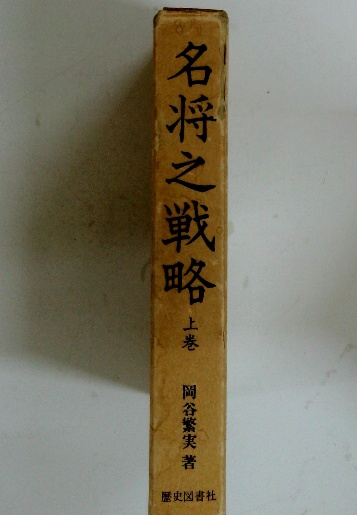 名将之戦略
上巻
岡谷繁実著
歴史図書社